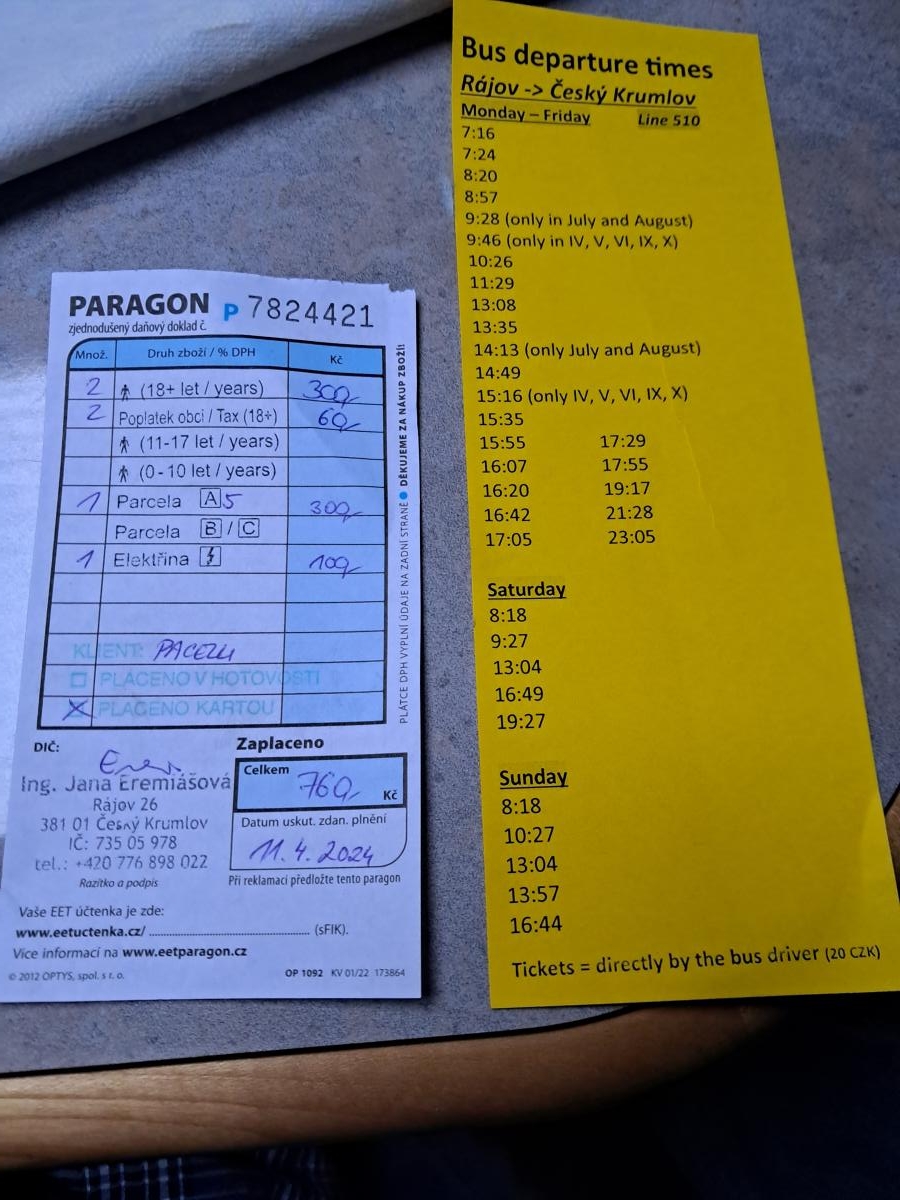 PARAGON P 7824421
zjednodušený daňový doklad č.
Množ. Druh zboží / % DPH Kč
2 (18+ let / years) 300,-
2 Poplatek obci / Tax (18+) 60,-
(11-17 let / years)
(0-10 let / years)
1 Parcela A 5 300,-
Parcela B / C
1 Elektřina 100,-
KLIENT:
PLACENO V HOTOVOSTI
PLACENO KARTOU
PLÁTCE DPH VYPLNÍ ÚDAJE NA ZADNÍ STRANĚ ● DĚKUJEME ZA NÁKUP ZBOŽÍ!
DIČ:
Ing. Jana Eremiášová
Rájov 26
381 01 Český Krumlov
IČ: 735 05 978
tel.: +420 776 898 022
Razítko a podpis
Zaplaceno
Celkem 760,- Kč
Datum uskut. zdan. plnění
11. 4. 2024
Při reklamaci předložte tento paragon
Vaše EET účtenka je zde:
www.eetuctenka.cz/ (sFIK).
Více informací na www.eetparagon.cz
© 2012 OPTYS, spol. s r. o. OP 1092 KV 01/22 173864
Bus departure times
Rájov -> Český Krumlov
Monday – Friday Line 510
7:16
7:24
8:20
8:57
9:28 (only in July and August)
9:46 (only in IV, V, VI, IX, X)
10:26
11:29
13:08
13:35
14:13 (only July and August)
14:49
15:16 (only IV, V, VI, IX, X)
15:35
15:55 17:29
16:07 17:55
16:20 19:17
16:42 21:28
17:05 23:05
Saturday
8:18
9:27
13:04
16:49
19:27
Sunday
8:18
10:27
13:04
13:57
16:44
Tickets = directly by the bus driver (20 CZK)